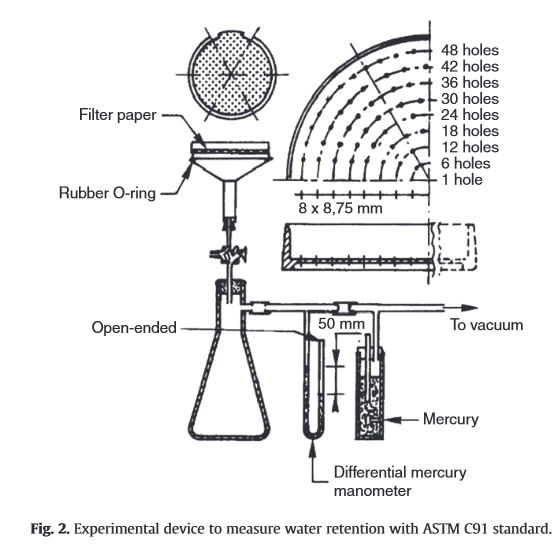 48 holes
42 holes
36 holes
30 holes
24 holes
18 holes
12 holes
6 holes
1 hole
Filter paper
Rubber O-ring
8 x 8,75 mm
Open-ended
50 mm
To vacuum
Mercury
Differential mercury
manometer
Fig. 2. Experimental device to measure water retention with ASTM C91 standard.